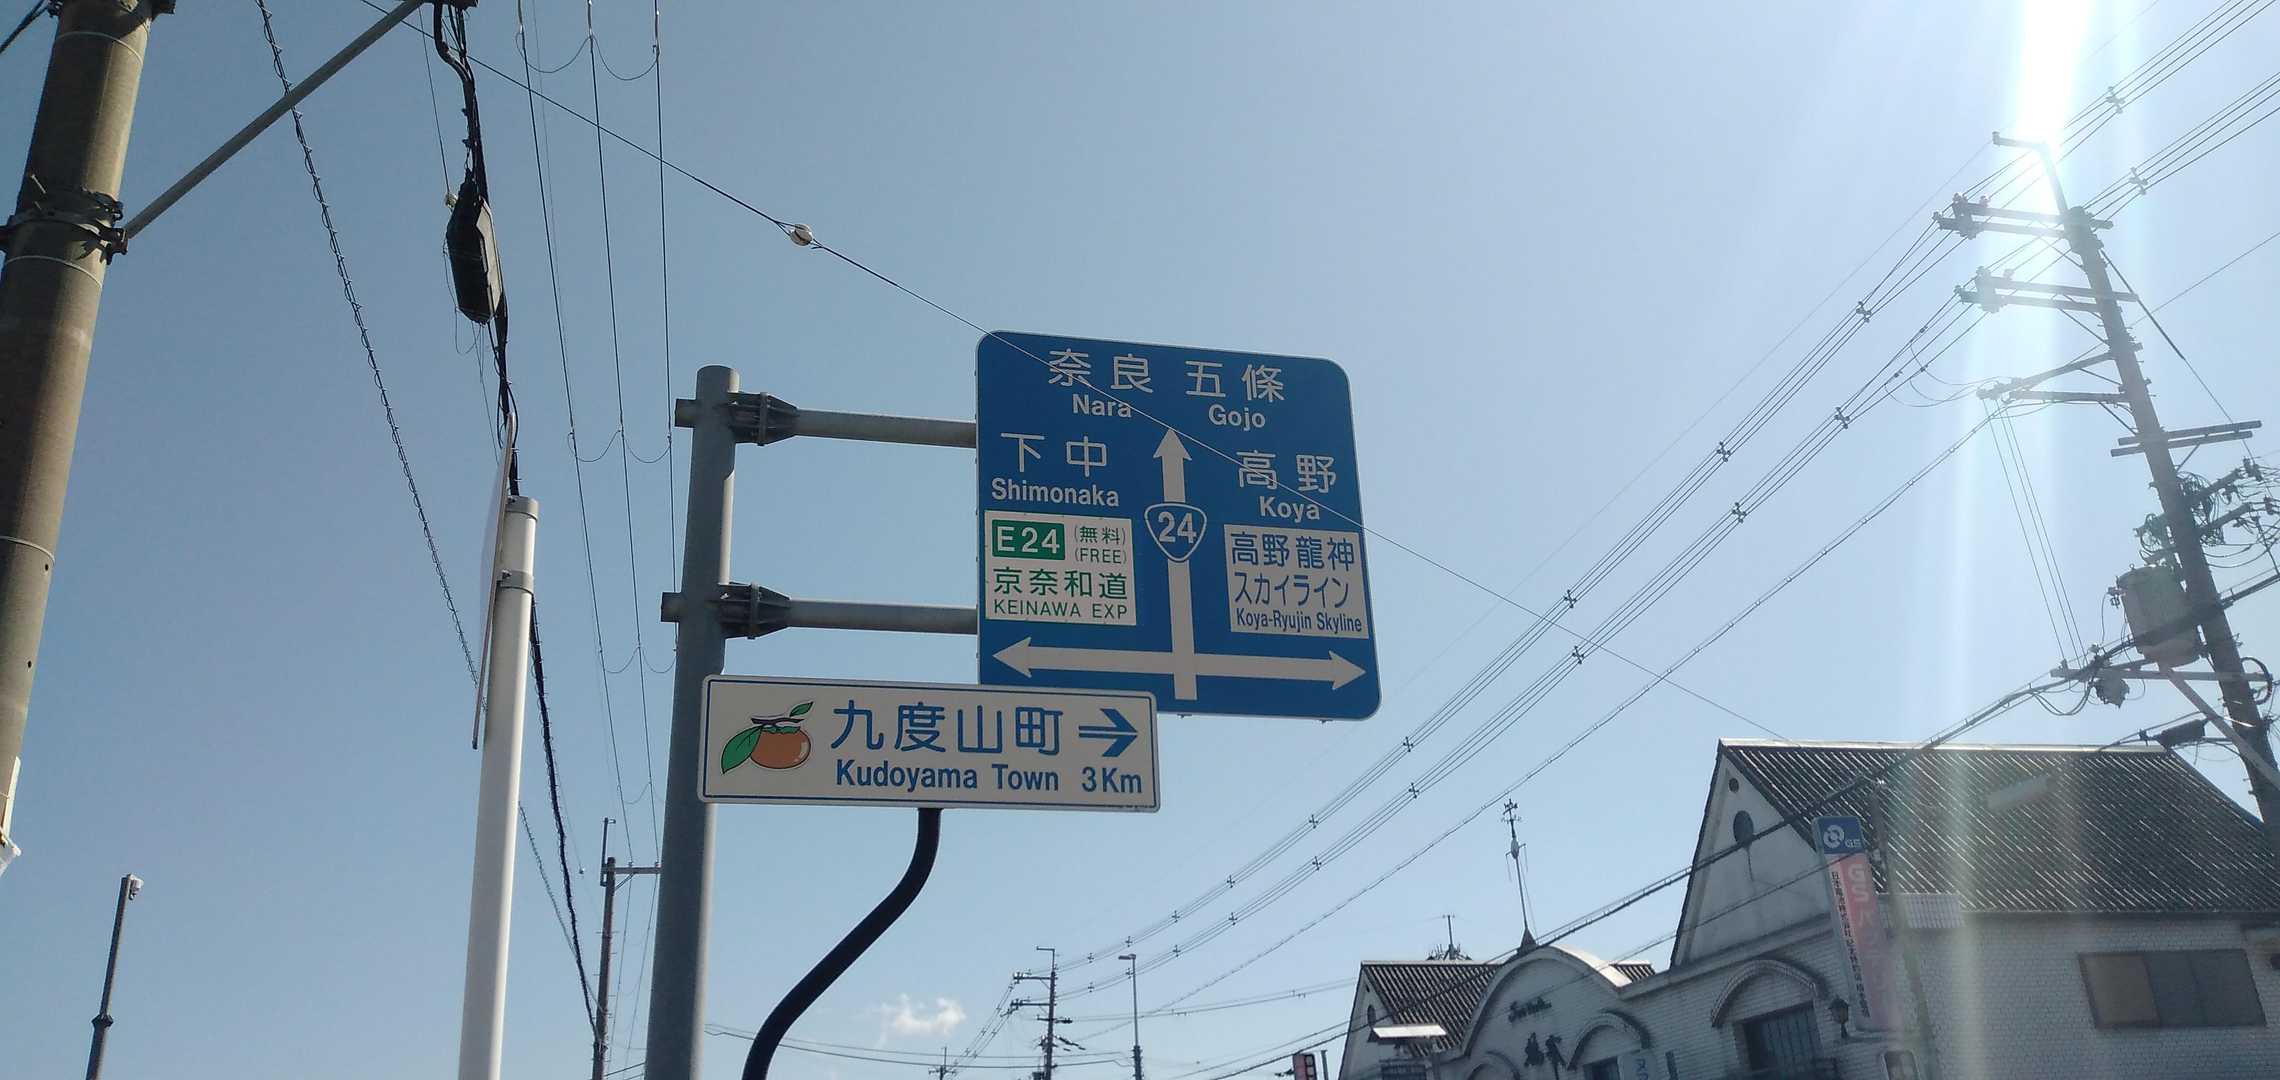 奈良 五條
Nara Gojo
下中
Shimonaka
高野
Koya
24
E24 (無料)
(FREE)
京奈和道
KEINAWA EXP
高野龍神
スカイライン
Koya-Ryujin Skyline
九度山町
Kudoyama Town 3Km
GS